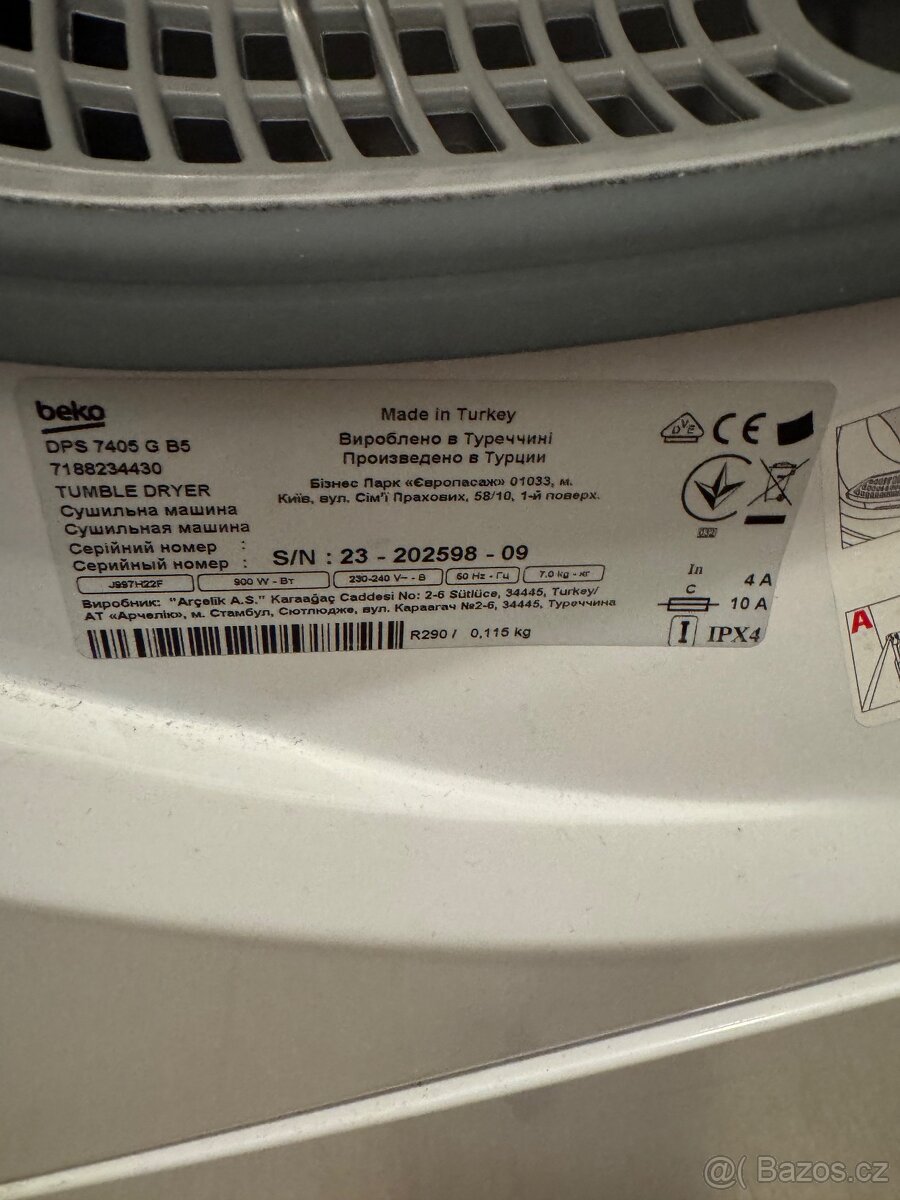 beko
DPS 7405 G B5
7188234430
TUMBLE DRYER
Сушильна машина
Сушильная машина
Серійний номер :
Серийный номер :
S/N : 23 - 202598 - 09
Made in Turkey
Вироблено в Туреччині
Произведено в Турции
Бізнес Парк «Європасаж» 01033, м.
Київ, вул. Сім'ї Прахових, 58/10, 1-й поверх.
J997H22F
900 W - Вт
230-240 V~ - В
50 Hz - Гц
7.0 kg - кг
Виробник: "Arçelik A.S." Karaağaç Caddesi No: 2-6 Sütlüce, 34445, Turkey/
АТ «Арчелік», м. Стамбул, Сютлюдже, вул. Карaагач №2-6, 34445, Туреччина
R290 / 0,115 kg
DVE
CE
032
In
4 A
C
10 A
I IPX4
A
@( Bazos.cz